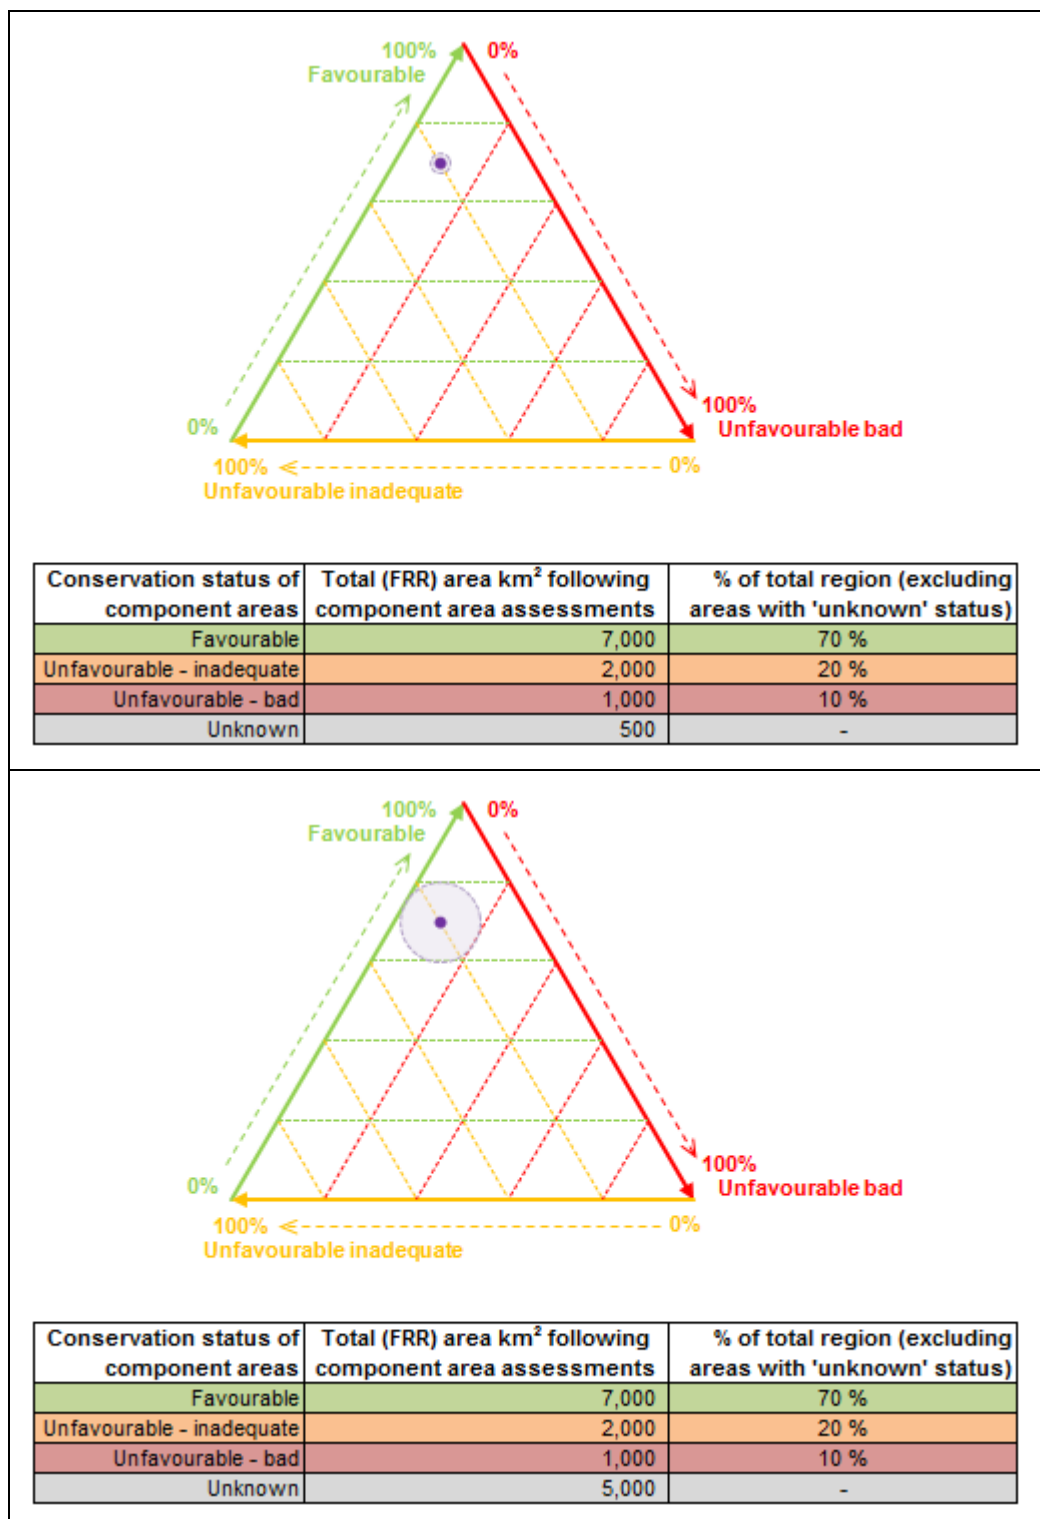 100% 0%
Favourable
0%
100%
Unfavourable bad
100% 0%
Unfavourable inadequate
Conservation status of component areas Total (FRR) area km² following component area assessments % of total region (excluding areas with 'unknown' status)
Favourable 7,000 70 %
Unfavourable - inadequate 2,000 20 %
Unfavourable - bad 1,000 10 %
Unknown 500 -
100% 0%
Favourable
0%
100%
Unfavourable bad
100% 0%
Unfavourable inadequate
Conservation status of component areas Total (FRR) area km² following component area assessments % of total region (excluding areas with 'unknown' status)
Favourable 7,000 70 %
Unfavourable - inadequate 2,000 20 %
Unfavourable - bad 1,000 10 %
Unknown 5,000 -